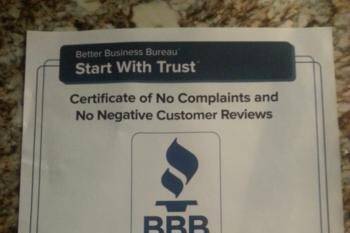 Better Business Bureau
Start With Trust
Certificate of No Complaints and
No Negative Customer Reviews
BBB